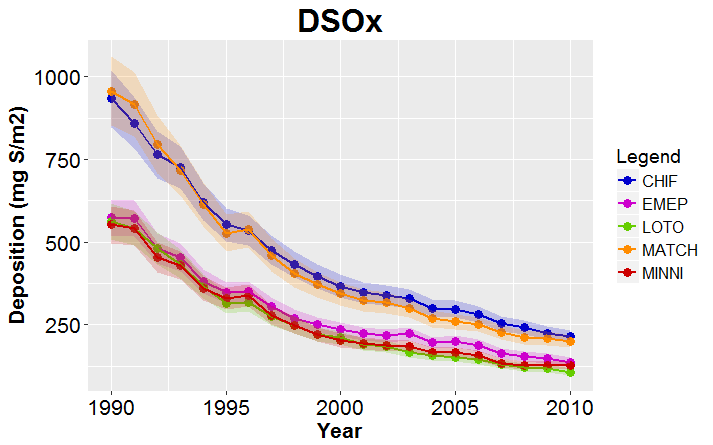 DSOx
Deposition (mg S/m2)
1000
750
500
250
1990 1995 2000 2005 2010
Year
Legend
CHIF
EMEP
LOTO
MATCH
MINNI